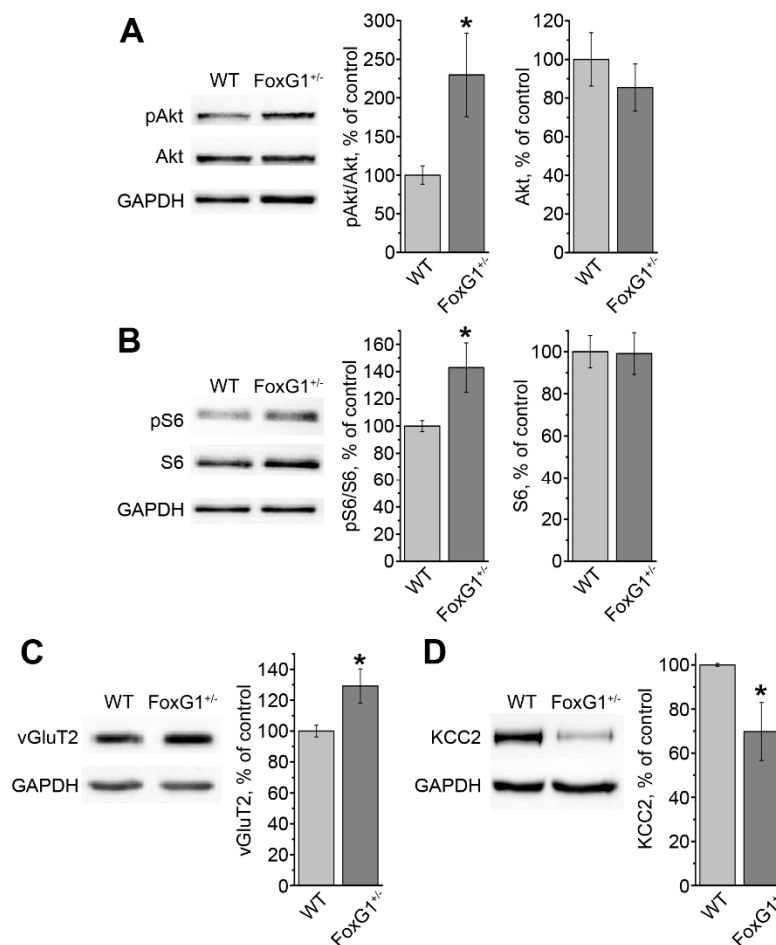 A
WT FoxG1+/-
pAkt
Akt
GAPDH
pAkt/Akt, % of control
300
250
200
150
100
50
0
*
WT
FoxG1+/-
Akt, % of control
120
100
80
60
40
20
0
WT
FoxG1+/-
B
WT FoxG1+/-
pS6
S6
GAPDH
pS6/S6, % of control
160
140
120
100
80
60
40
20
0
*
WT
FoxG1+/-
S6, % of control
100
80
60
40
20
0
WT
FoxG1+/-
C
WT FoxG1+/-
vGluT2
GAPDH
vGluT2, % of control
140
120
100
80
60
40
20
0
*
WT
FoxG1+/-
D
WT FoxG1+/-
KCC2
GAPDH
KCC2, % of control
100
80
60
40
20
0
*
WT
FoxG1+/